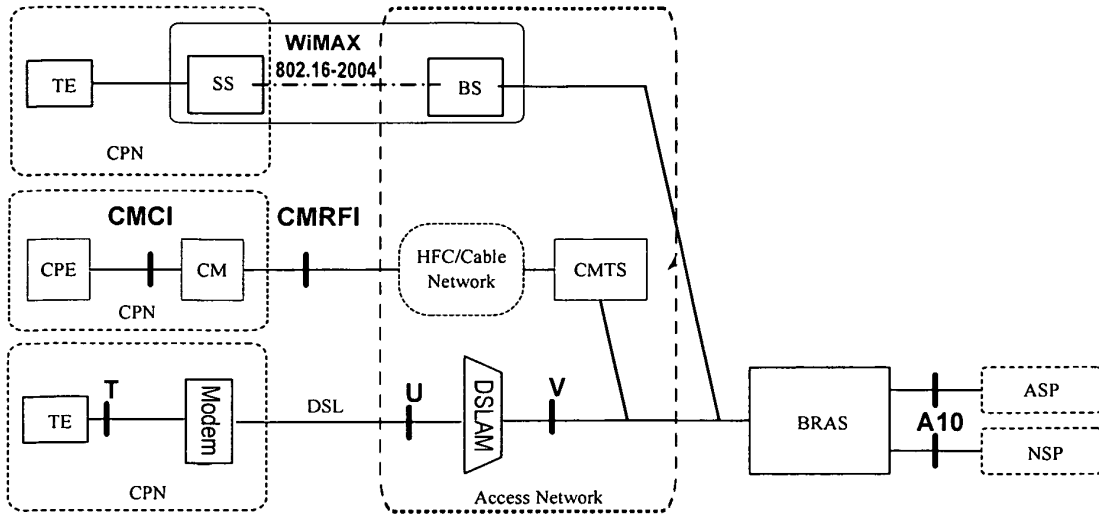 WiMAX
802.16-2004
TE
SS
BS
CPN
CMCI
CMRFI
CPE
CM
HFC/Cable
Network
CMTS
CPN
T
Modem
U
DSLAM
V
TE
DSL
BRAS
A10
ASP
NSP
CPN
Access Network